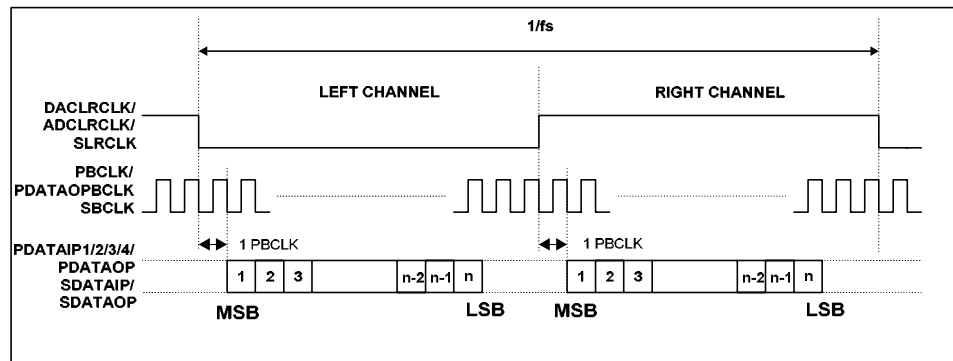 1/fs
LEFT CHANNEL
RIGHT CHANNEL
DACLRCLK/
ADCLRCLK/
SLRCLK
PBCLK/
PDATAOPBCLK
SBCLK
1 PBCLK
1 PBCLK
PDATAIP1/2/3/4/
PDATAOP
SDATAIP/
SDATAOP
1 2 3 n-2 n-1 n
1 2 3 n-2 n-1 n
MSB
LSB
MSB
LSB